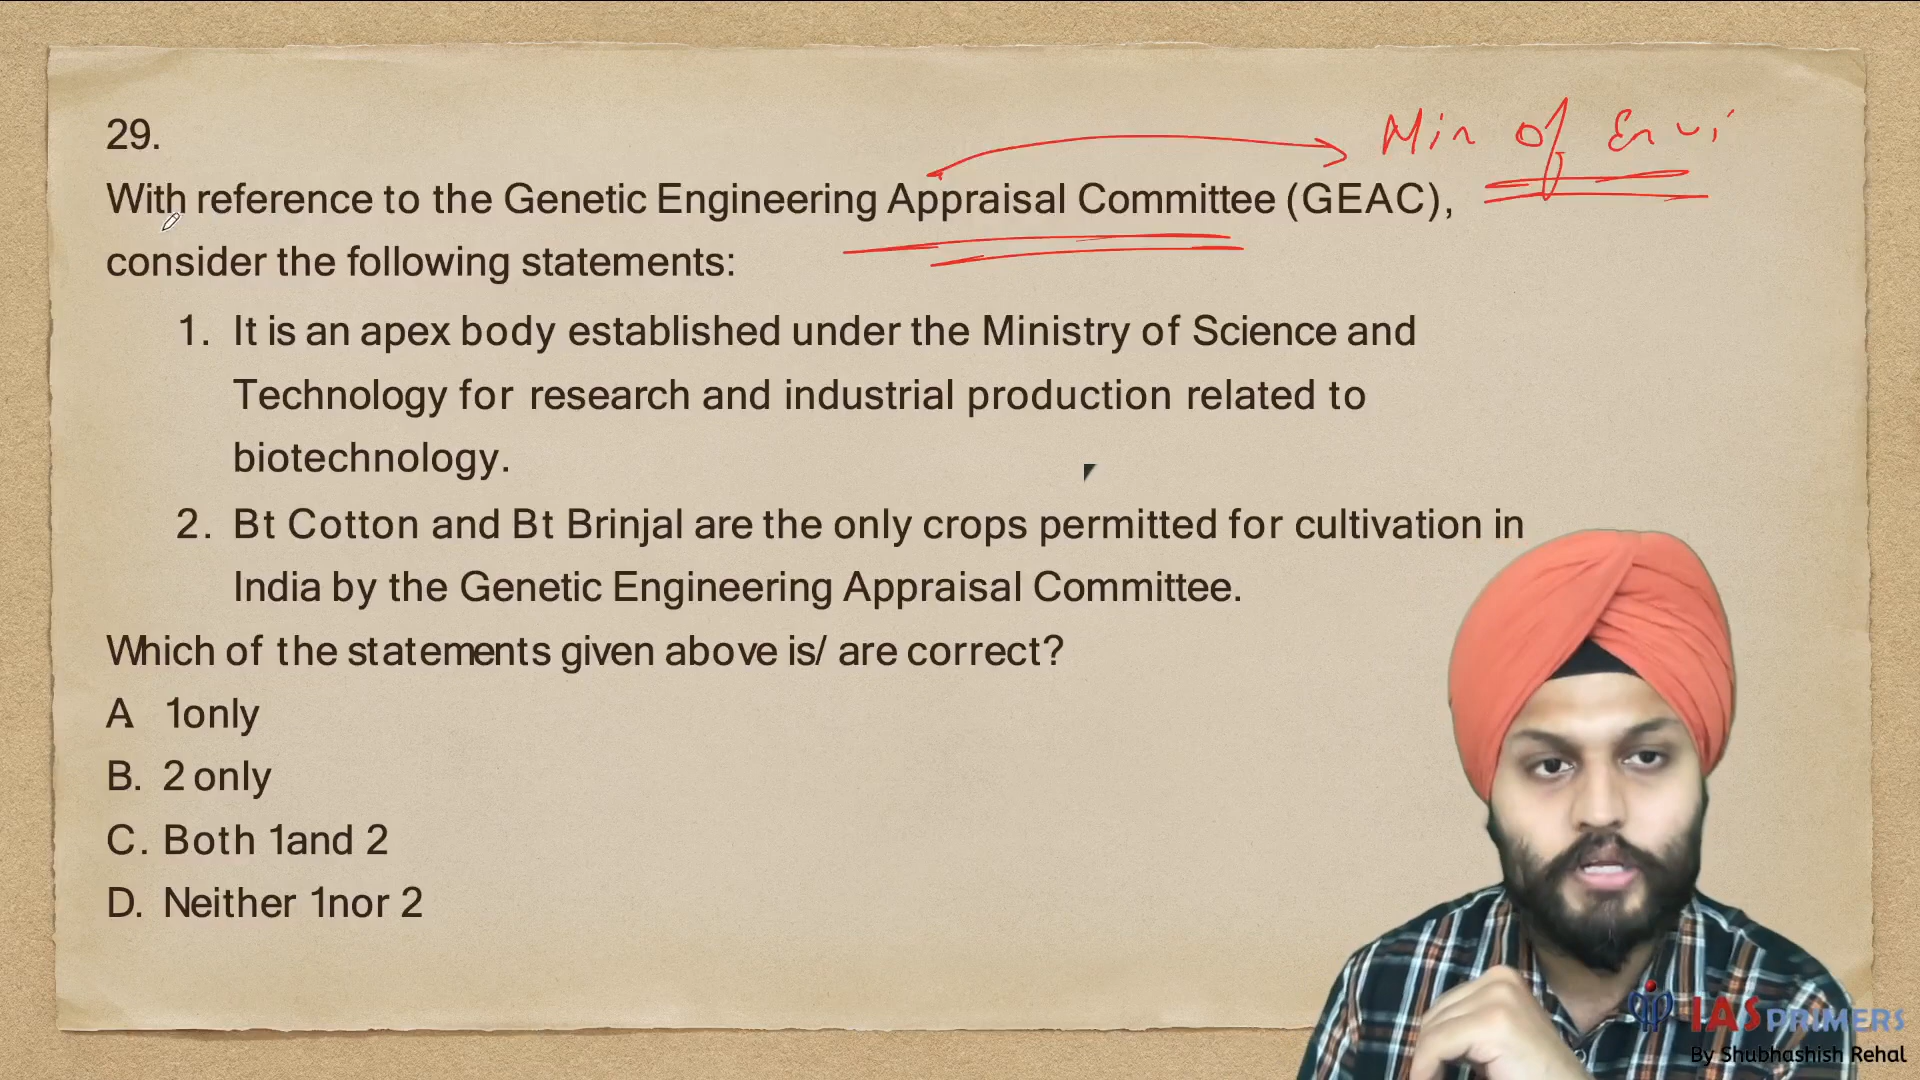 29.
Min of Envi
With reference to the Genetic Engineering Appraisal Committee (GEAC),
consider the following statements:
1. It is an apex body established under the Ministry of Science and
Technology for research and industrial production related to
biotechnology.
2. Bt Cotton and Bt Brinjal are the only crops permitted for cultivation in
India by the Genetic Engineering Appraisal Committee.
Which of the statements given above is/ are correct?
A 1only
B. 2 only
C. Both 1and 2
D. Neither 1nor 2
IAS PRIMERS
By Shubhashish Rehal